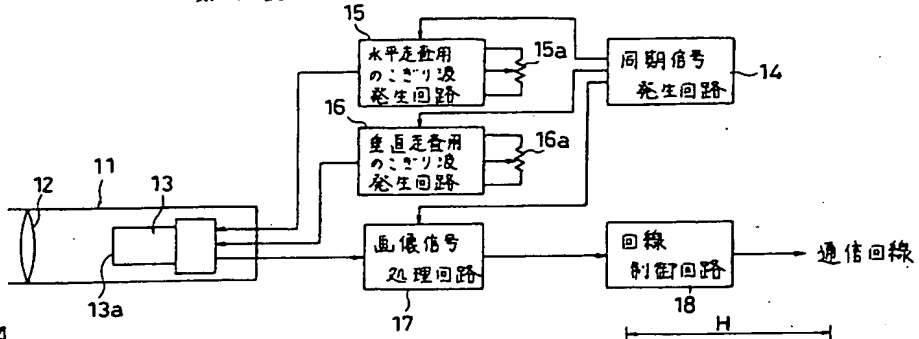 15
水平走査用
のこぎり波
発生回路
15a
同期信号
発生回路
14
16
垂直走査用
のこぎり波
発生回路
16a
11
12
13
13a
画像信号
処理回路
17
回線
制御回路
18
通信回線
H